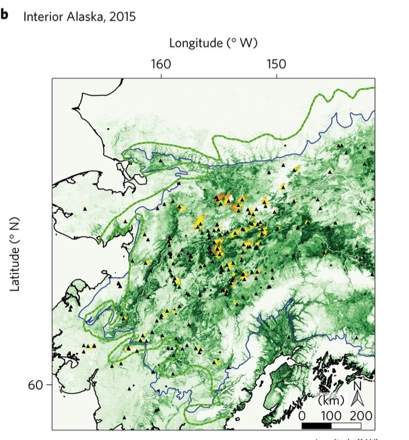 b Interior Alaska, 2015
Longitude (° W)
160 150
Latitude (° N)
60
N
(km)
0 100 200